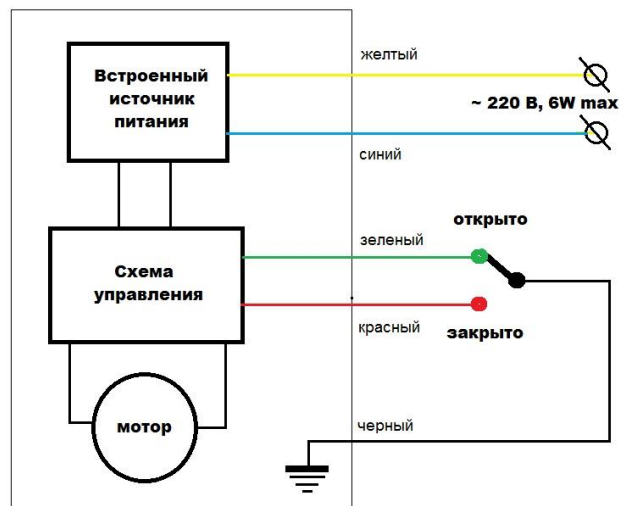 желтый
Встроенный
источник
питания
~ 220 В, 6W max
синий
открыто
зеленый
Схема
управления
красный
закрыто
мотор
черный